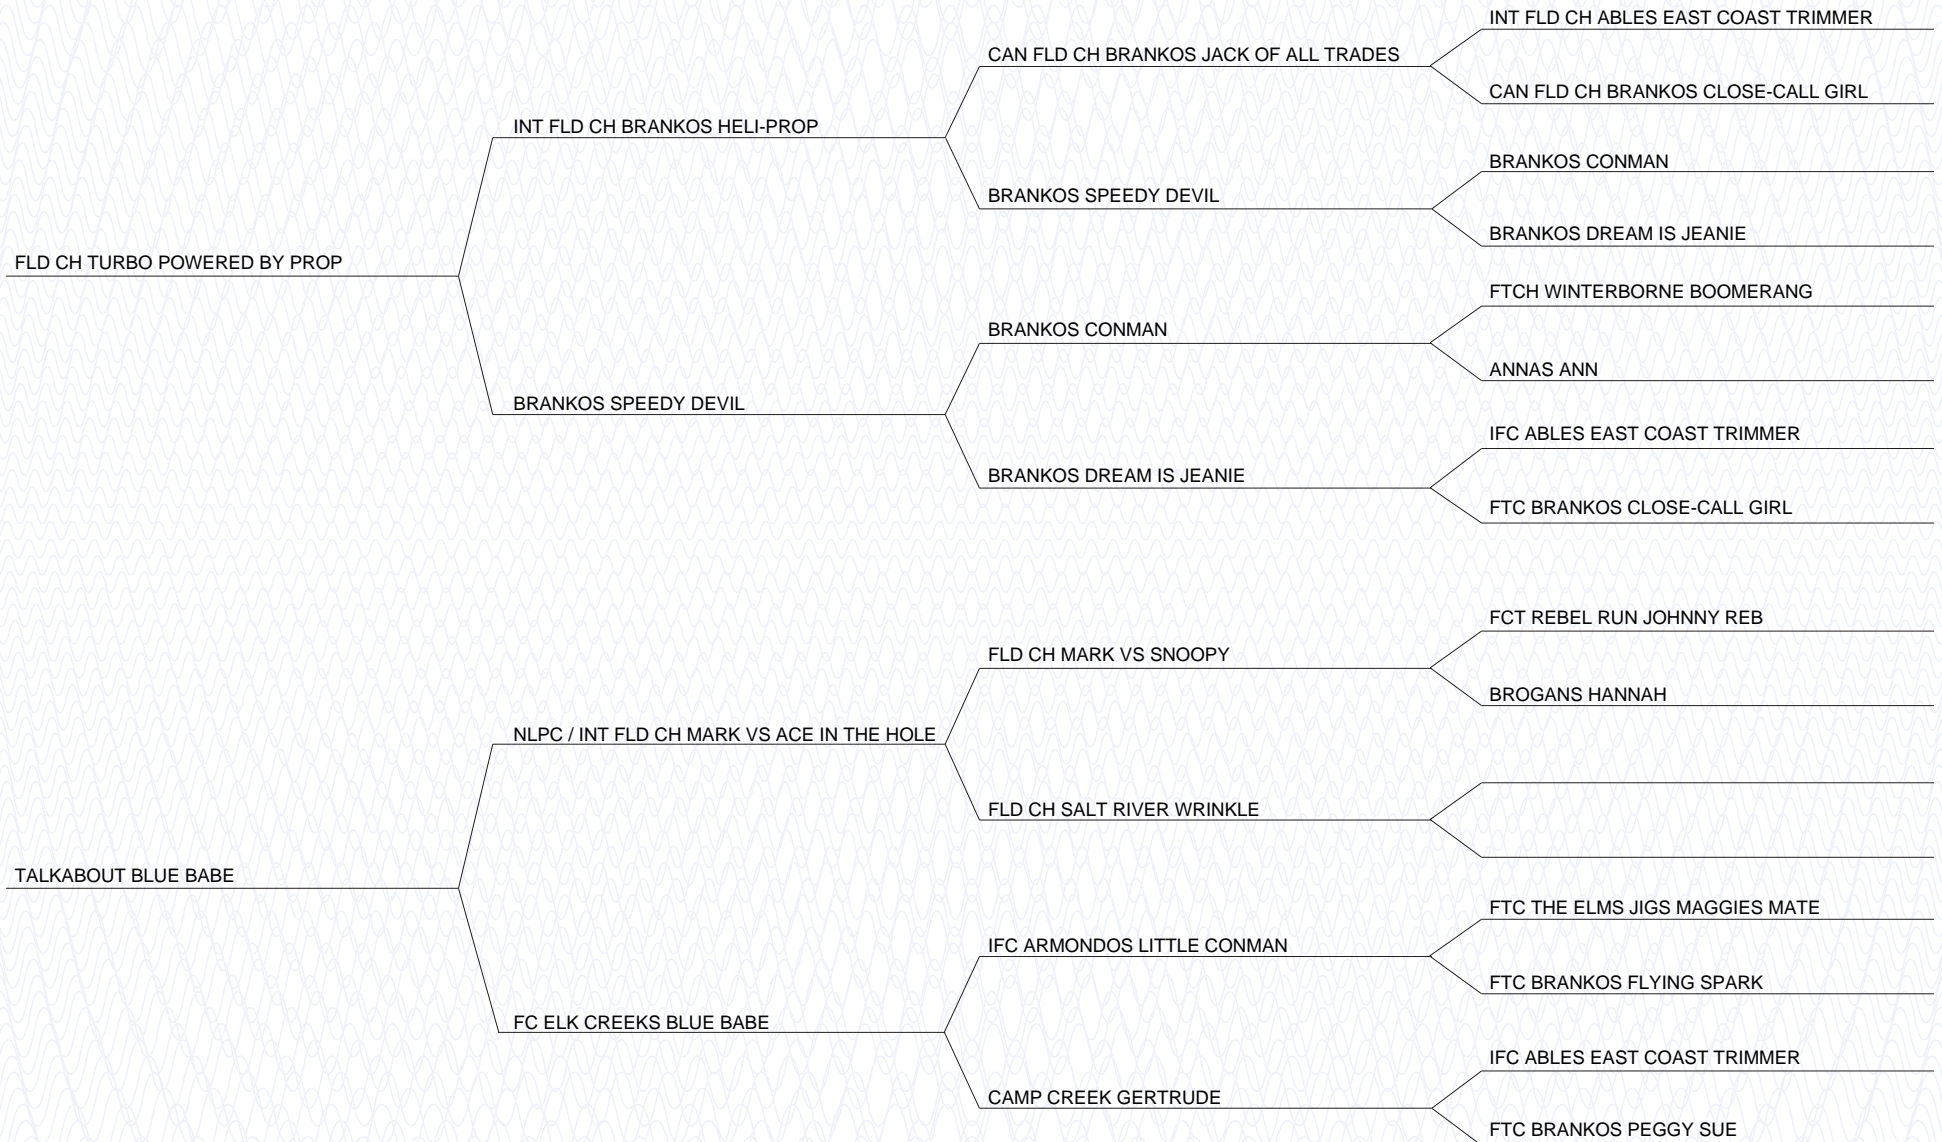 INT FLD CH ABLES EAST COAST TRIMMER
CAN FLD CH BRANKOS JACK OF ALL TRADES
CAN FLD CH BRANKOS CLOSE-CALL GIRL
INT FLD CH BRANKOS HELI-PROP
BRANKOS CONMAN
BRANKOS SPEEDY DEVIL
BRANKOS DREAM IS JEANIE
FLD CH TURBO POWERED BY PROP
FTCH WINTERBORNE BOOMERANG
BRANKOS CONMAN
ANNAS ANN
BRANKOS SPEEDY DEVIL
IFC ABLES EAST COAST TRIMMER
BRANKOS DREAM IS JEANIE
FTC BRANKOS CLOSE-CALL GIRL
FCT REBEL RUN JOHNNY REB
FLD CH MARK VS SNOOPY
BROGANS HANNAH
NLPC / INT FLD CH MARK VS ACE IN THE HOLE
FLD CH SALT RIVER WRINKLE
TALKABOUT BLUE BABE
FTC THE ELMS JIGS MAGGIES MATE
IFC ARMONDOS LITTLE CONMAN
FTC BRANKOS FLYING SPARK
FC ELK CREEKS BLUE BABE
IFC ABLES EAST COAST TRIMMER
CAMP CREEK GERTRUDE
FTC BRANKOS PEGGY SUE